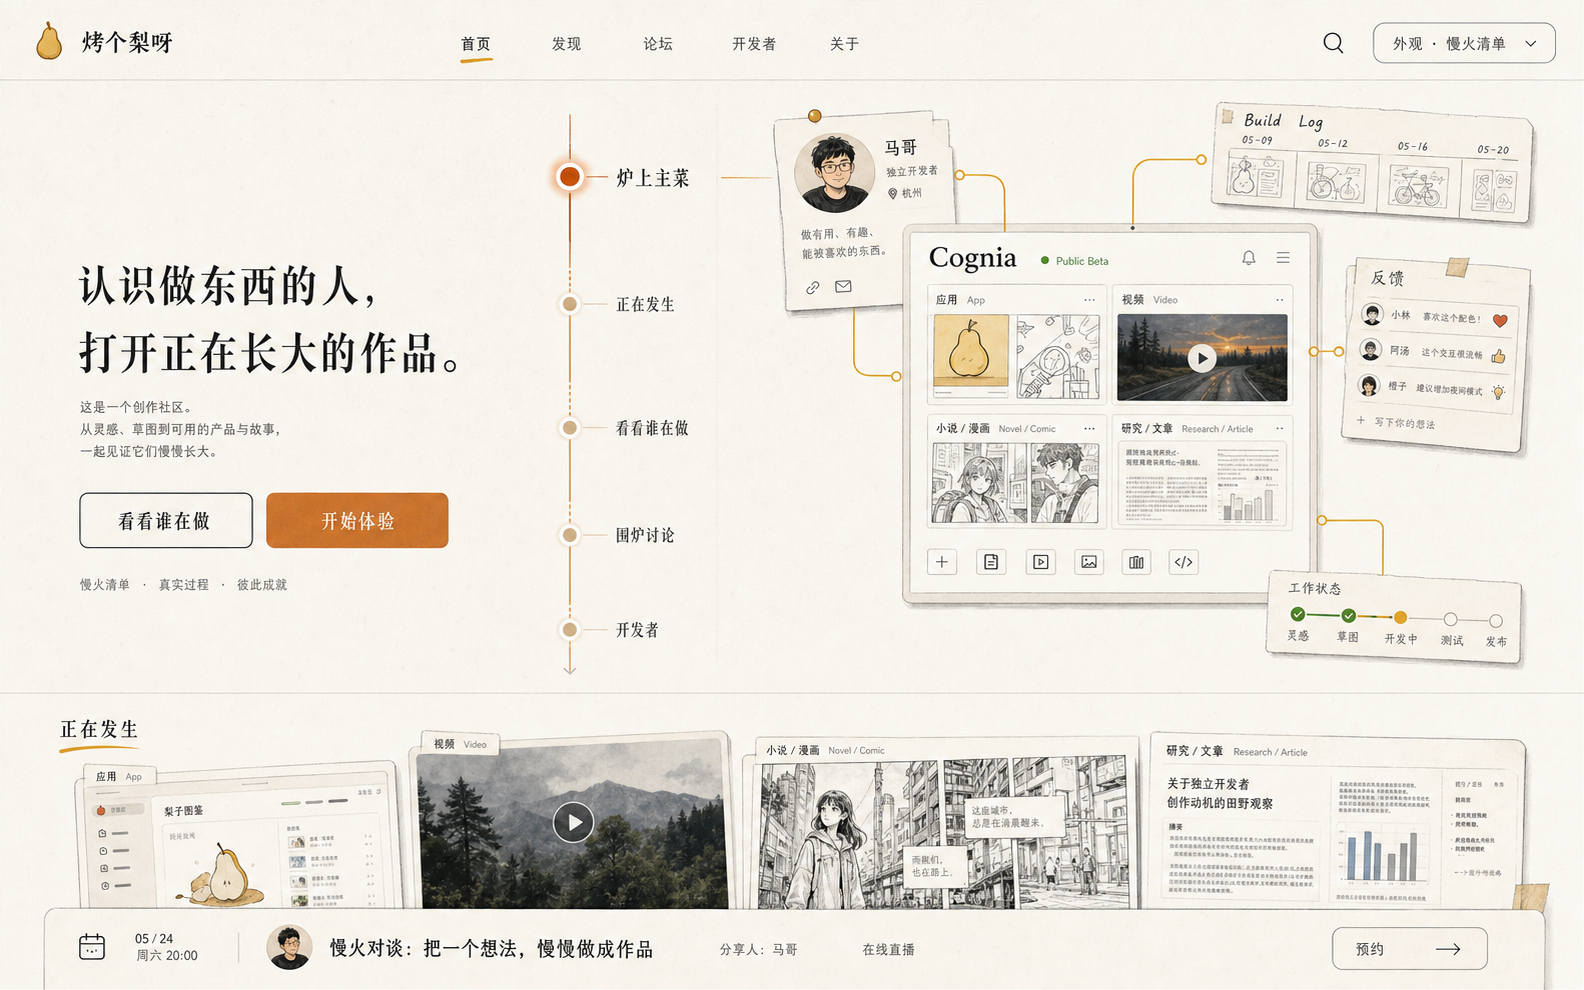 烤个梨呀
首页
发现
论坛
开发者
关于
外观 · 慢火清单
认识做东西的人，
打开正在长大的作品。
这是一个创作社区。
从灵感、草图到可用的产品与故事，
一起见证它们慢慢长大。
看看谁在做
开始体验
慢火清单 · 真实过程 · 彼此成就
炉上主菜
正在发生
看看谁在做
围炉讨论
开发者
马哥
独立开发者
杭州
做有用、有趣、
能被喜欢的东西。
Build Log
05-09
05-12
05-16
05-20
Cognia
Public Beta
应用 App
视频 Video
小说 / 漫画 Novel / Comic
研究 / 文章 Research / Article
反馈
小林 喜欢这个配色！
阿汤 这个交互很流畅
橙子 建议增加夜间模式
+ 写下你的想法
工作状态
灵感
草图
开发中
测试
发布
正在发生
应用 App
梨子图鉴
视频 Video
小说 / 漫画 Novel / Comic
这座城市，
总是在清晨醒来。
而我们，
也在路上。
研究 / 文章 Research / Article
关于独立开发者
创作动机的田野观察
摘要
05 / 24
周六 20:00
慢火对谈：把一个想法，慢慢做成作品
分享人：马哥
在线直播
预约